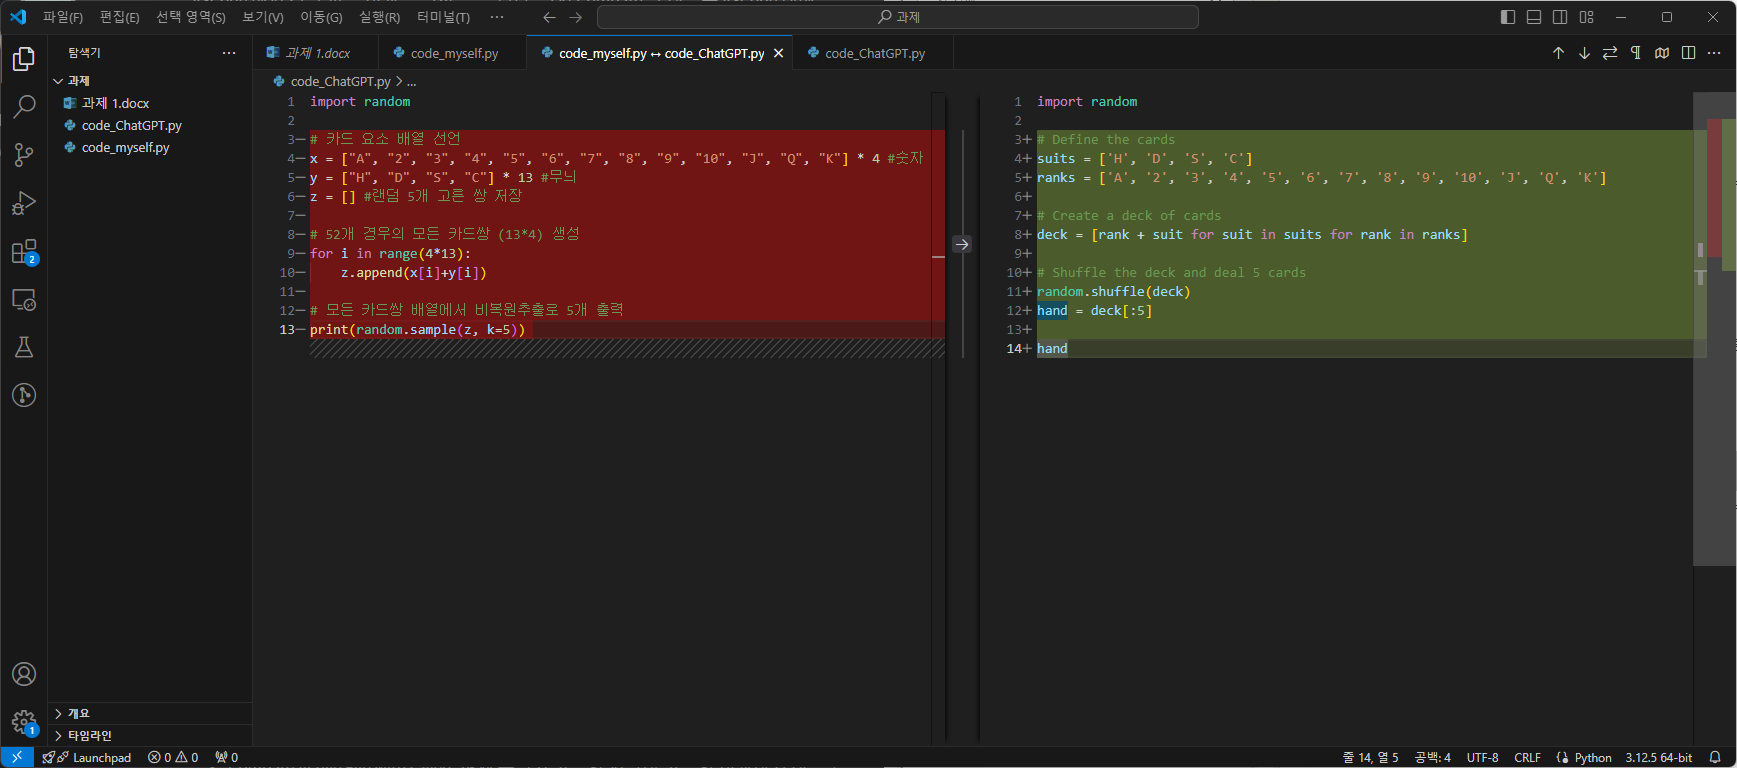 파일(F) 편집(E) 선택 영역(S) 보기(V) 이동(G) 실행(R) 터미널(T) ··· 과제
탐색기
과제
과제 1.docx
code_ChatGPT.py
code_myself.py
개요
타임라인
과제 1.docx code_myself.py code_myself.py ↔ code_ChatGPT.py code_ChatGPT.py
code_ChatGPT.py > ...
1 import random
2
3 # 카드 요소 배열 선언
4 x = ["A", "2", "3", "4", "5", "6", "7", "8", "9", "10", "J", "Q", "K"] * 4 #숫자
5 y = ["H", "D", "S", "C"] * 13 #무늬
6 z = [] #랜덤 5개 고른 쌍 저장
7
8 # 52개 경우의 모든 카드쌍 (13*4) 생성
9 for i in range(4*13):
10 z.append(x[i]+y[i])
11
12 # 모든 카드쌍 배열에서 비복원추출로 5개 출력
13 print(random.sample(z, k=5))
1 import random
2
3+ # Define the cards
4+ suits = ['H', 'D', 'S', 'C']
5+ ranks = ['A', '2', '3', '4', '5', '6', '7', '8', '9', '10', 'J', 'Q', 'K']
6+
7+ # Create a deck of cards
8+ deck = [rank + suit for suit in suits for rank in ranks]
9+
10+ # Shuffle the deck and deal 5 cards
11+ random.shuffle(deck)
12+ hand = deck[:5]
13+
14+ hand
2
1
Launchpad 0 0 0 줄 14, 열 5 공백: 4 UTF-8 CRLF Python 3.12.5 64-bit